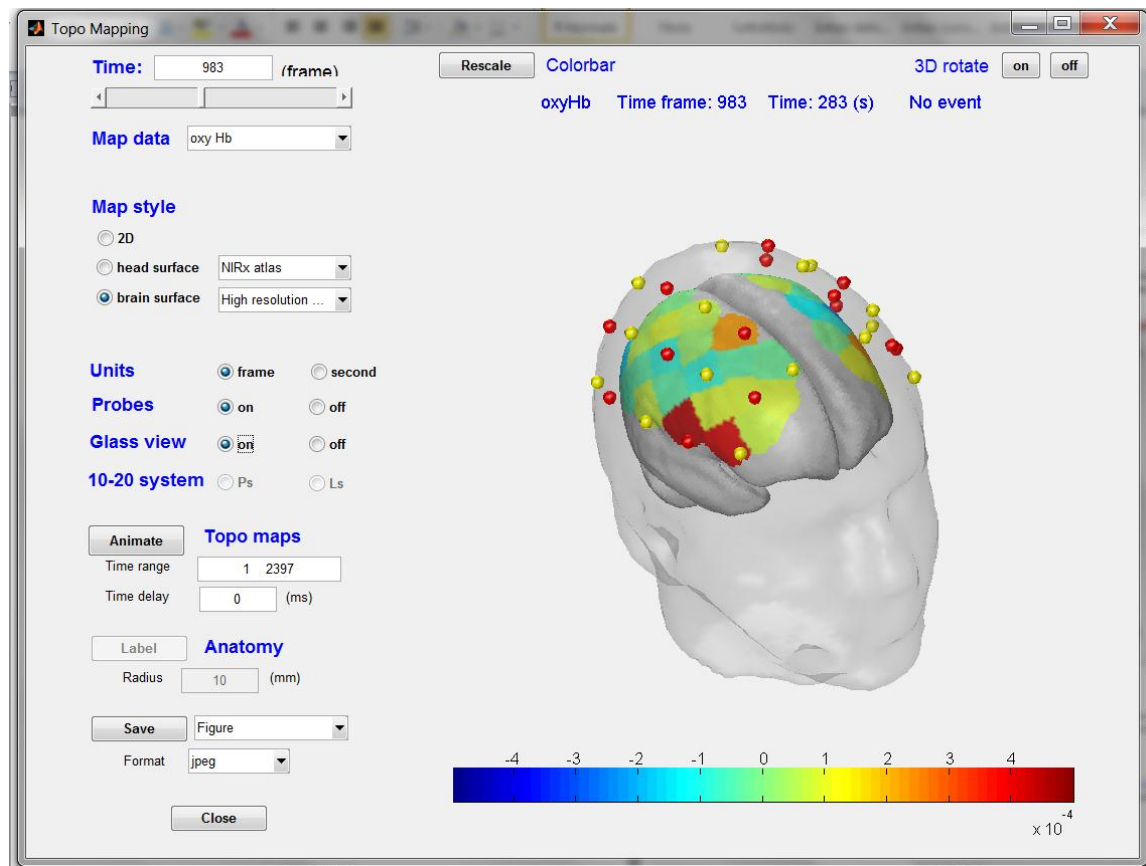 Topo Mapping
Time: 983 (frame)
Rescale Colorbar
3D rotate on off
oxyHb Time frame: 983 Time: 283 (s) No event
Map data oxy Hb
Map style
2D
head surface NIRx atlas
brain surface High resolution ...
Units frame second
Probes on off
Glass view on off
10-20 system Ps Ls
Animate Topo maps
Time range 1 2397
Time delay 0 (ms)
Label Anatomy
Radius 10 (mm)
Save Figure
Format jpeg
Close
-4 -3 -2 -1 0 1 2 3 4
x 10-4